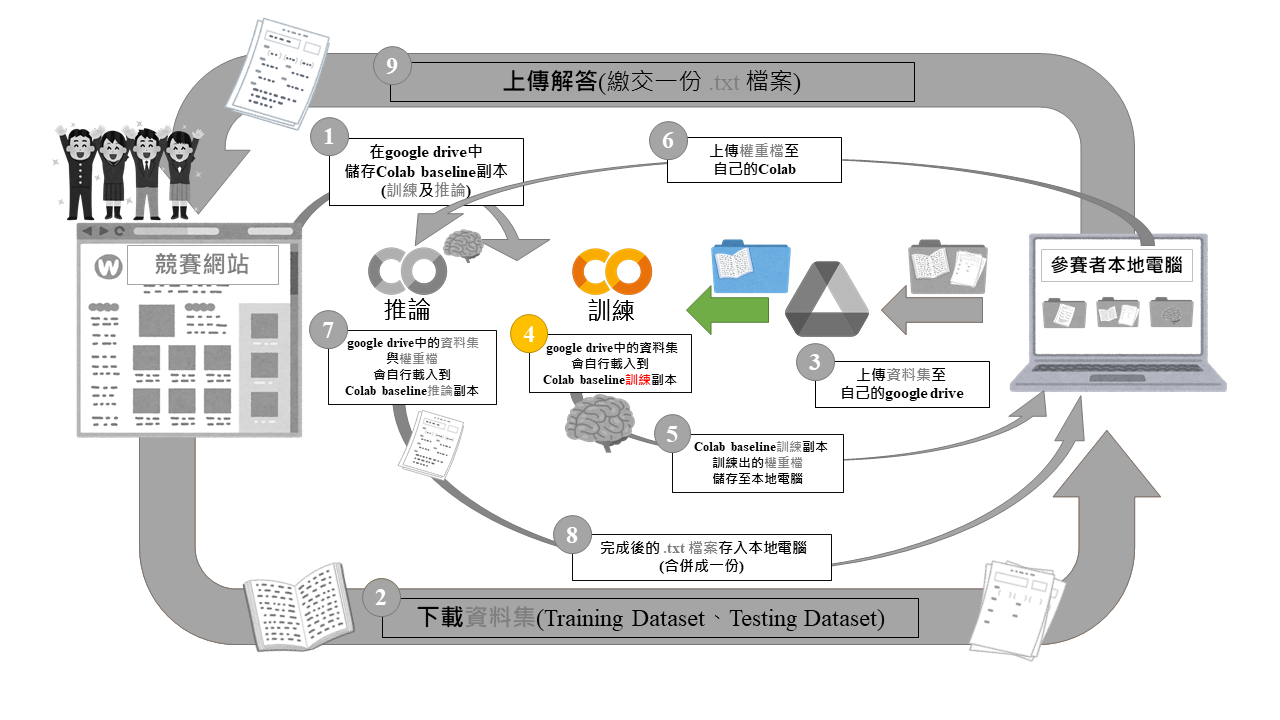 9
上傳解答(繳交一份 .txt 檔案)
1
在google drive中
儲存Colab baseline副本
(訓練及推論)
6
上傳權重檔至
自己的Colab
W
競賽網站
推論
訓練
參賽者本地電腦
7
google drive中的資料集
與權重檔
會自行載入到
Colab baseline推論副本
4
google drive中的資料集
會自行載入到
Colab baseline訓練副本
3
上傳資料集至
自己的google drive
5
Colab baseline訓練副本
訓練出的權重檔
儲存至本地電腦
8
完成後的 .txt 檔案存入本地電腦
(合併成一份)
2
下載資料集(Training Dataset、Testing Dataset)